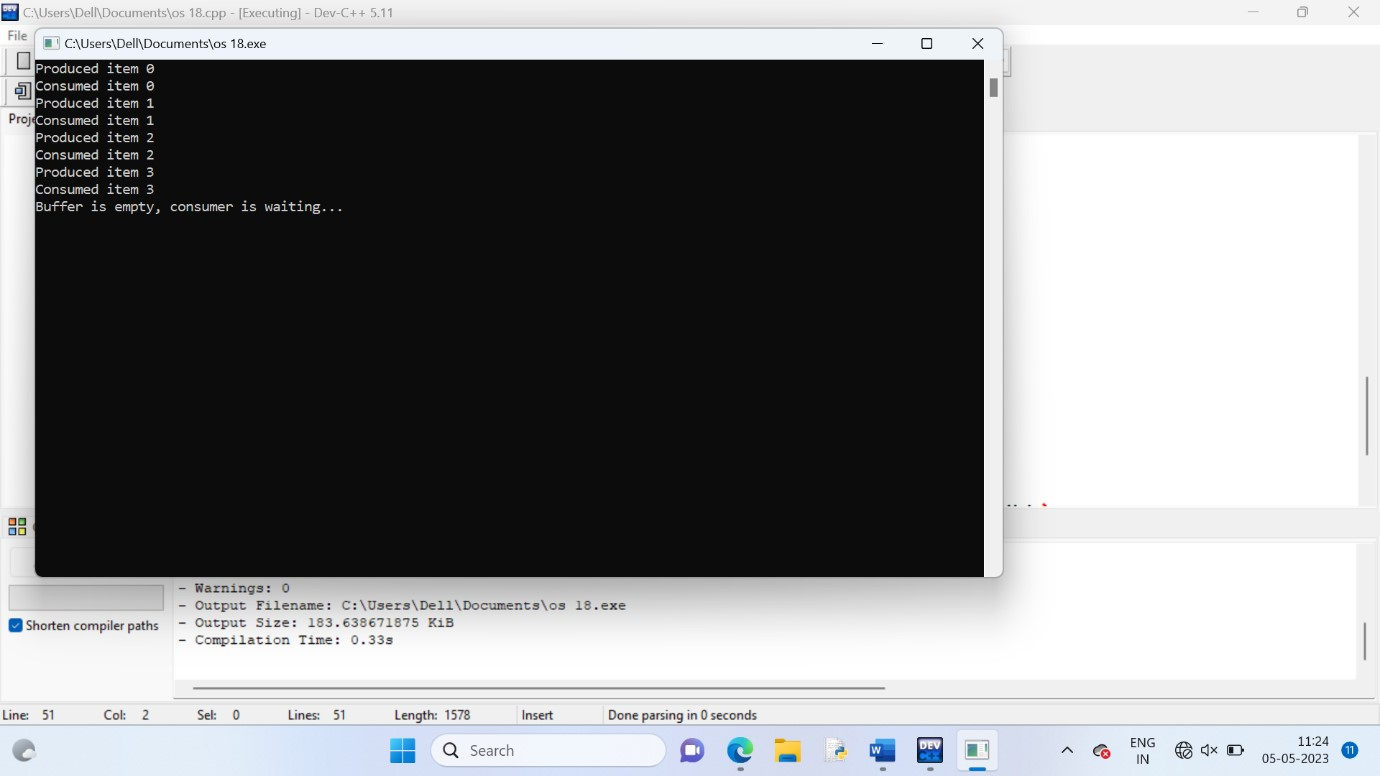 C:\Users\Dell\Documents\os 18.cpp - [Executing] - Dev-C++ 5.11
File
C:\Users\Dell\Documents\os 18.exe
Produced item 0
Consumed item 0
Produced item 1
Proje
Consumed item 1
Produced item 2
Consumed item 2
Produced item 3
Consumed item 3
Buffer is empty, consumer is waiting...
- Warnings: 0
- Output Filename: C:\Users\Dell\Documents\os 18.exe
- Output Size: 183.638671875 KiB
- Compilation Time: 0.33s
Shorten compiler paths
Line: 51 Col: 2 Sel: 0 Lines: 51 Length: 1578 Insert Done parsing in 0 seconds
Search
DEV
ENG
IN
11:24
05-05-2023
11